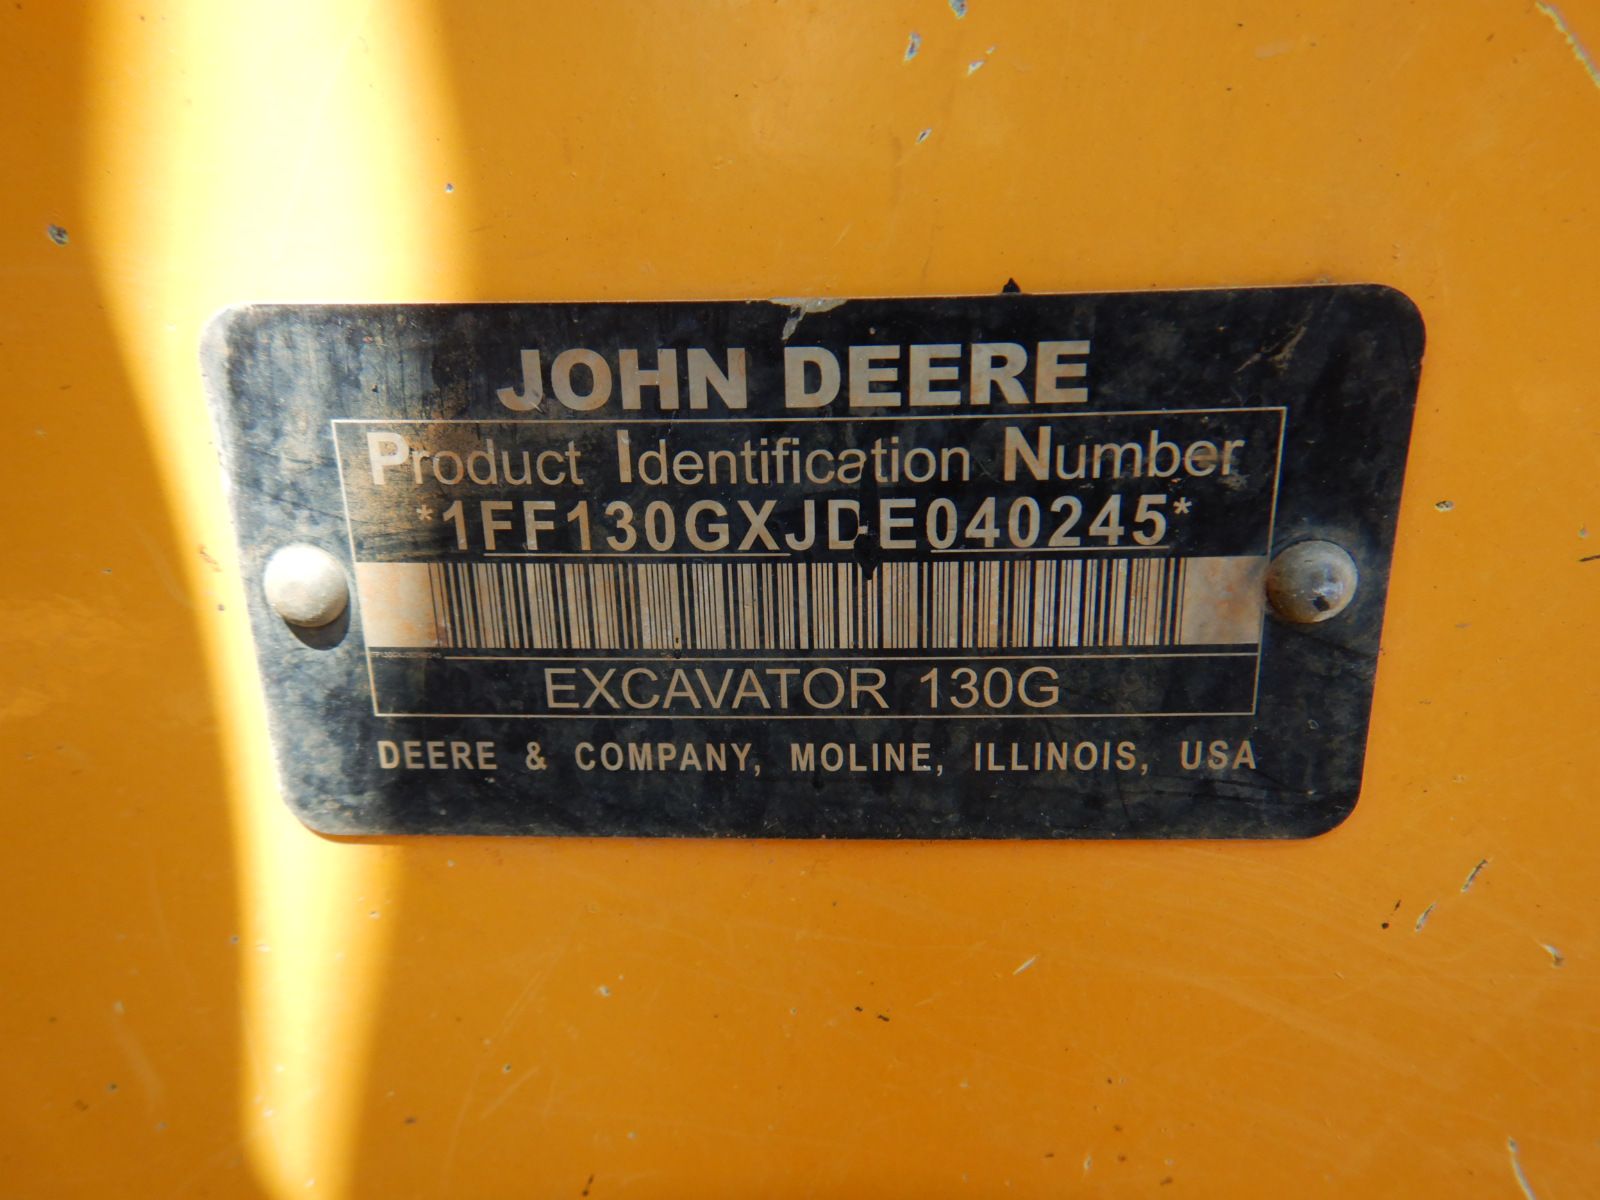 JOHN DEERE
Product Identification Number
*1FF130GXJDE040245*
EXCAVATOR 130G
DEERE & COMPANY, MOLINE, ILLINOIS, USA